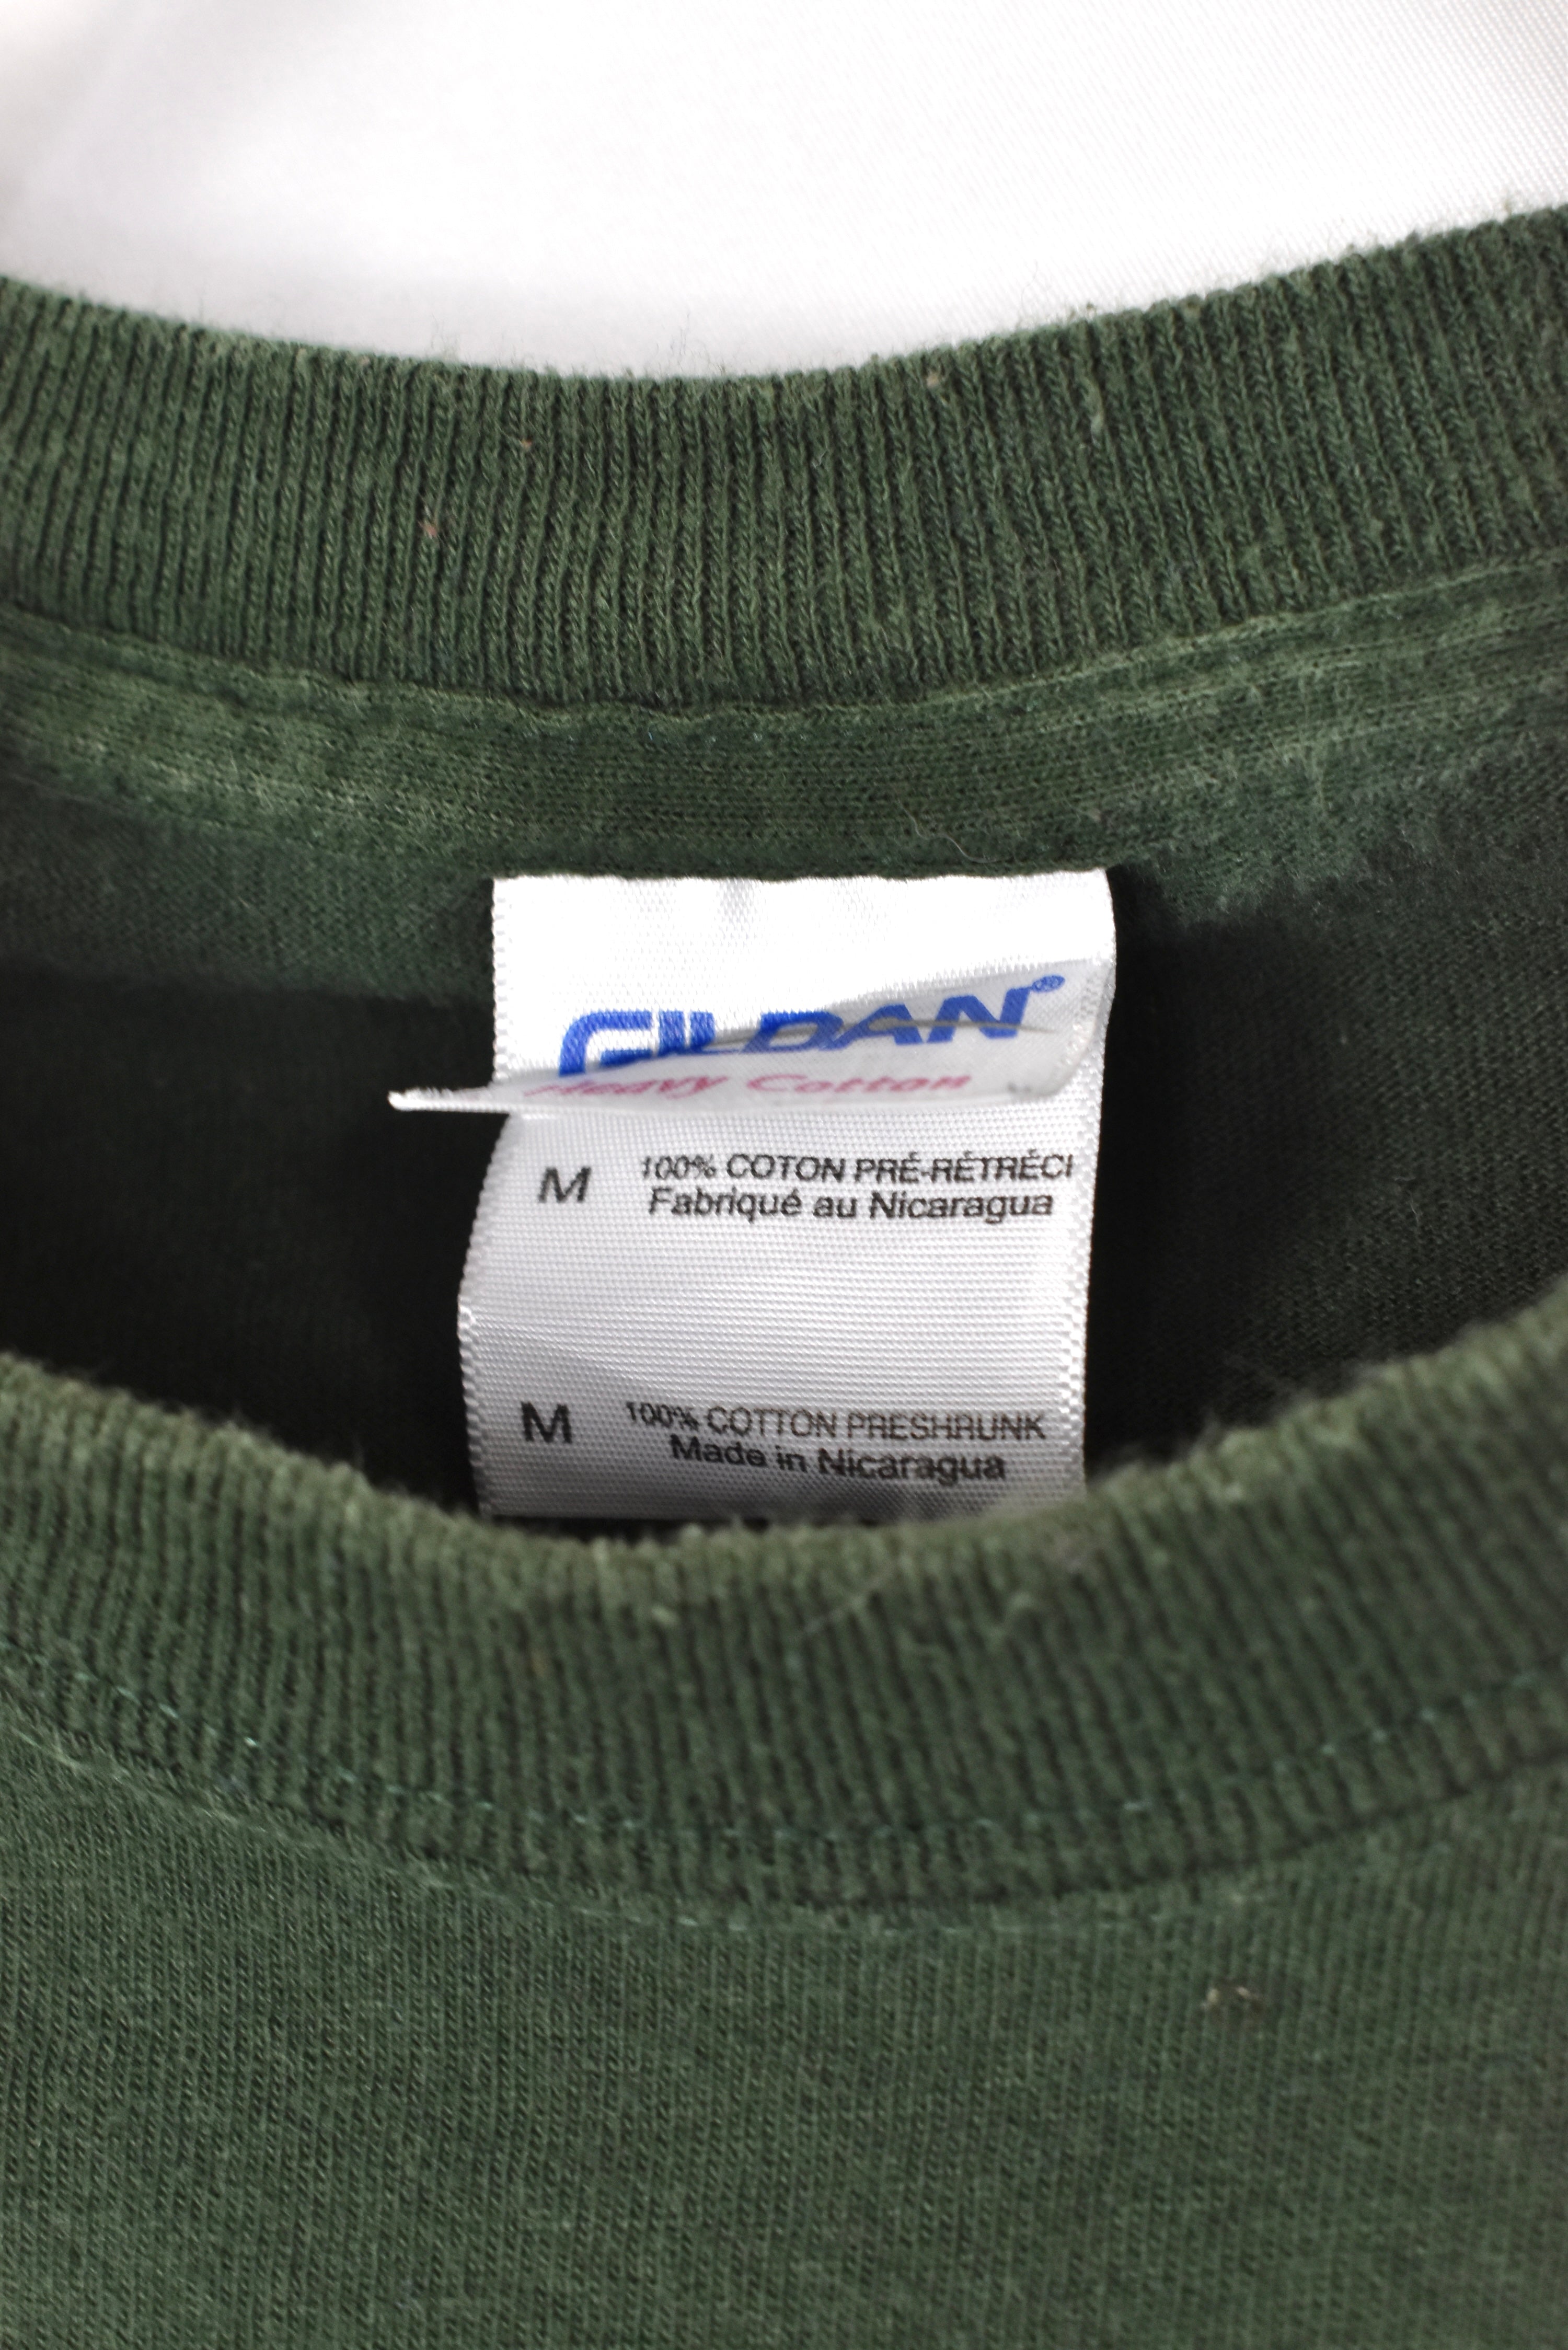 GILDAN®
Heavy Cotton
M 100% COTON PRÉ-RÉTRÉCI
Fabriqué au Nicaragua
M 100% COTTON PRESHRUNK
Made in Nicaragua